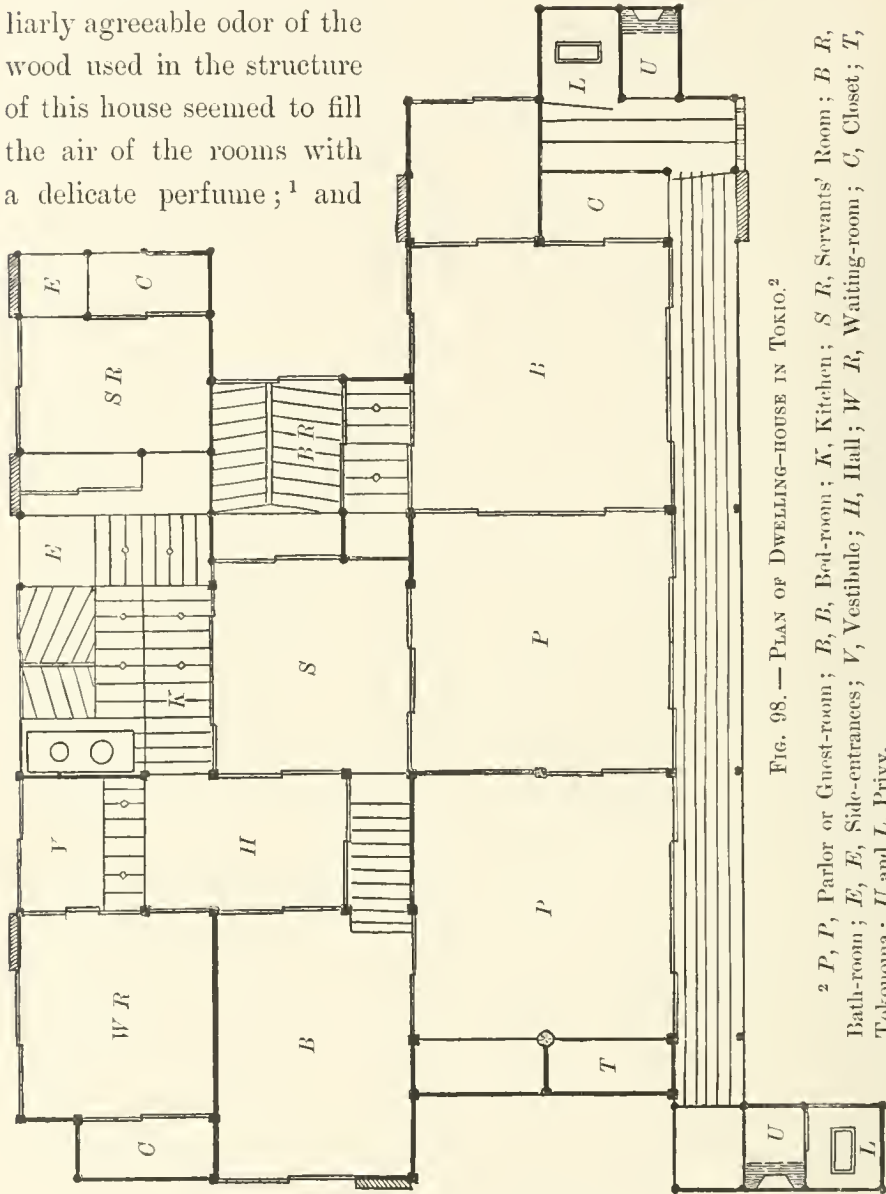 liarly agreeable odor of the
wood used in the structure
of this house seemed to fill
the air of the rooms with
a delicate perfume;¹ and
L
U
E
C
C
S R
B
B R
E
S
P
K
V
H
W R
B
P
C
T
U
L
Fig. 98.—Plan of Dwelling-house in Tokio.²
² P, P, Parlor or Guest-room; B, B, Bed-room; K, Kitchen; S R, Servants' Room; B R,
Bath-room; E, E, Side-entrances; V, Vestibule; H, Hall; W R, Waiting-room; C, Closet; T,
Tokonoma; U and L, Privy.